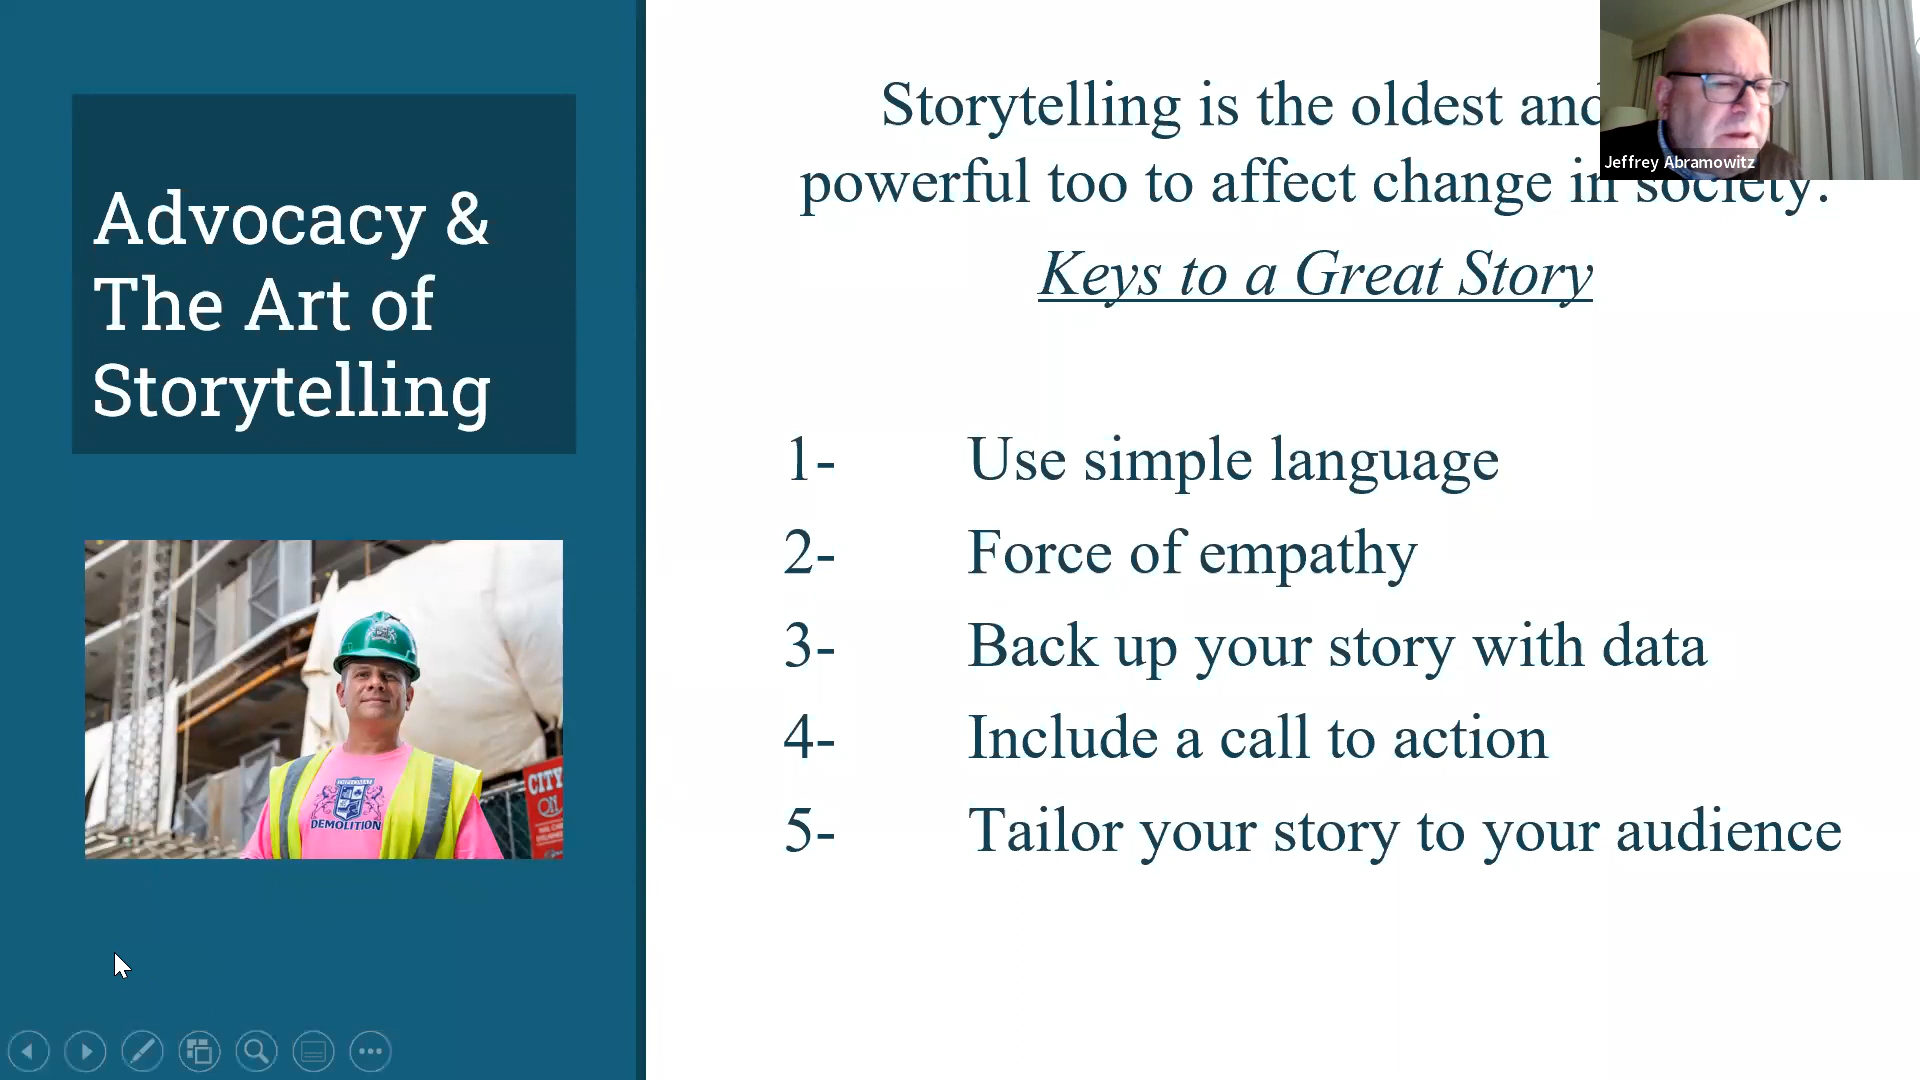 Advocacy &
The Art of
Storytelling
Storytelling is the oldest and
powerful too to affect change in society.
Keys to a Great Story
1- Use simple language
2- Force of empathy
3- Back up your story with data
4- Include a call to action
5- Tailor your story to your audience
Jeffrey Abramowitz
DEMOLITION
CITY
ON